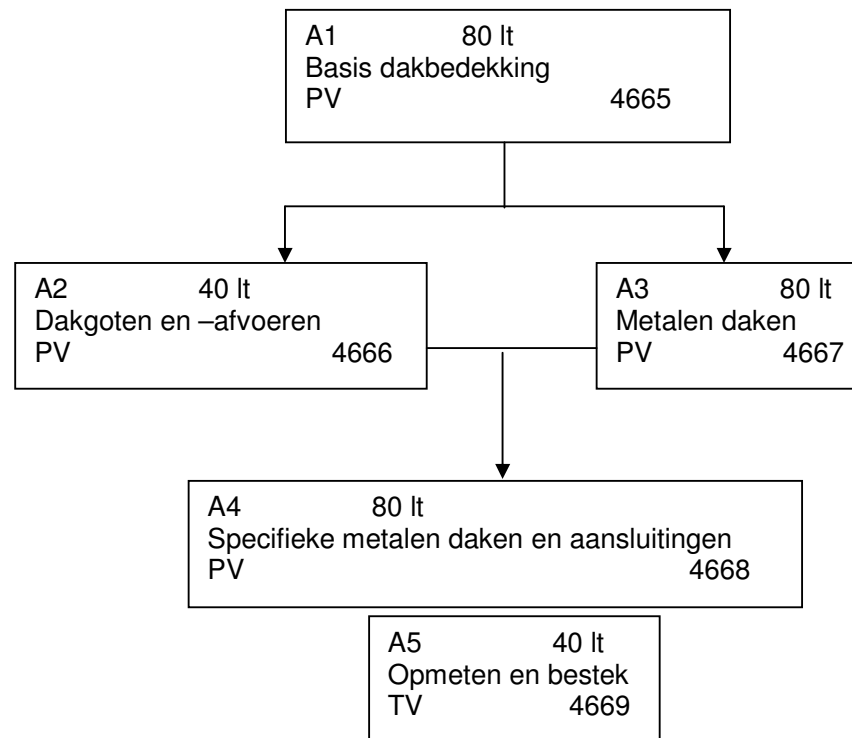 A1 80 lt
Basis dakbedekking
PV 4665
A2 40 lt
Dakgoten en –afvoeren
PV 4666
A3 80 lt
Metalen daken
PV 4667
A4 80 lt
Specifieke metalen daken en aansluitingen
PV 4668
A5 40 lt
Opmeten en bestek
TV 4669